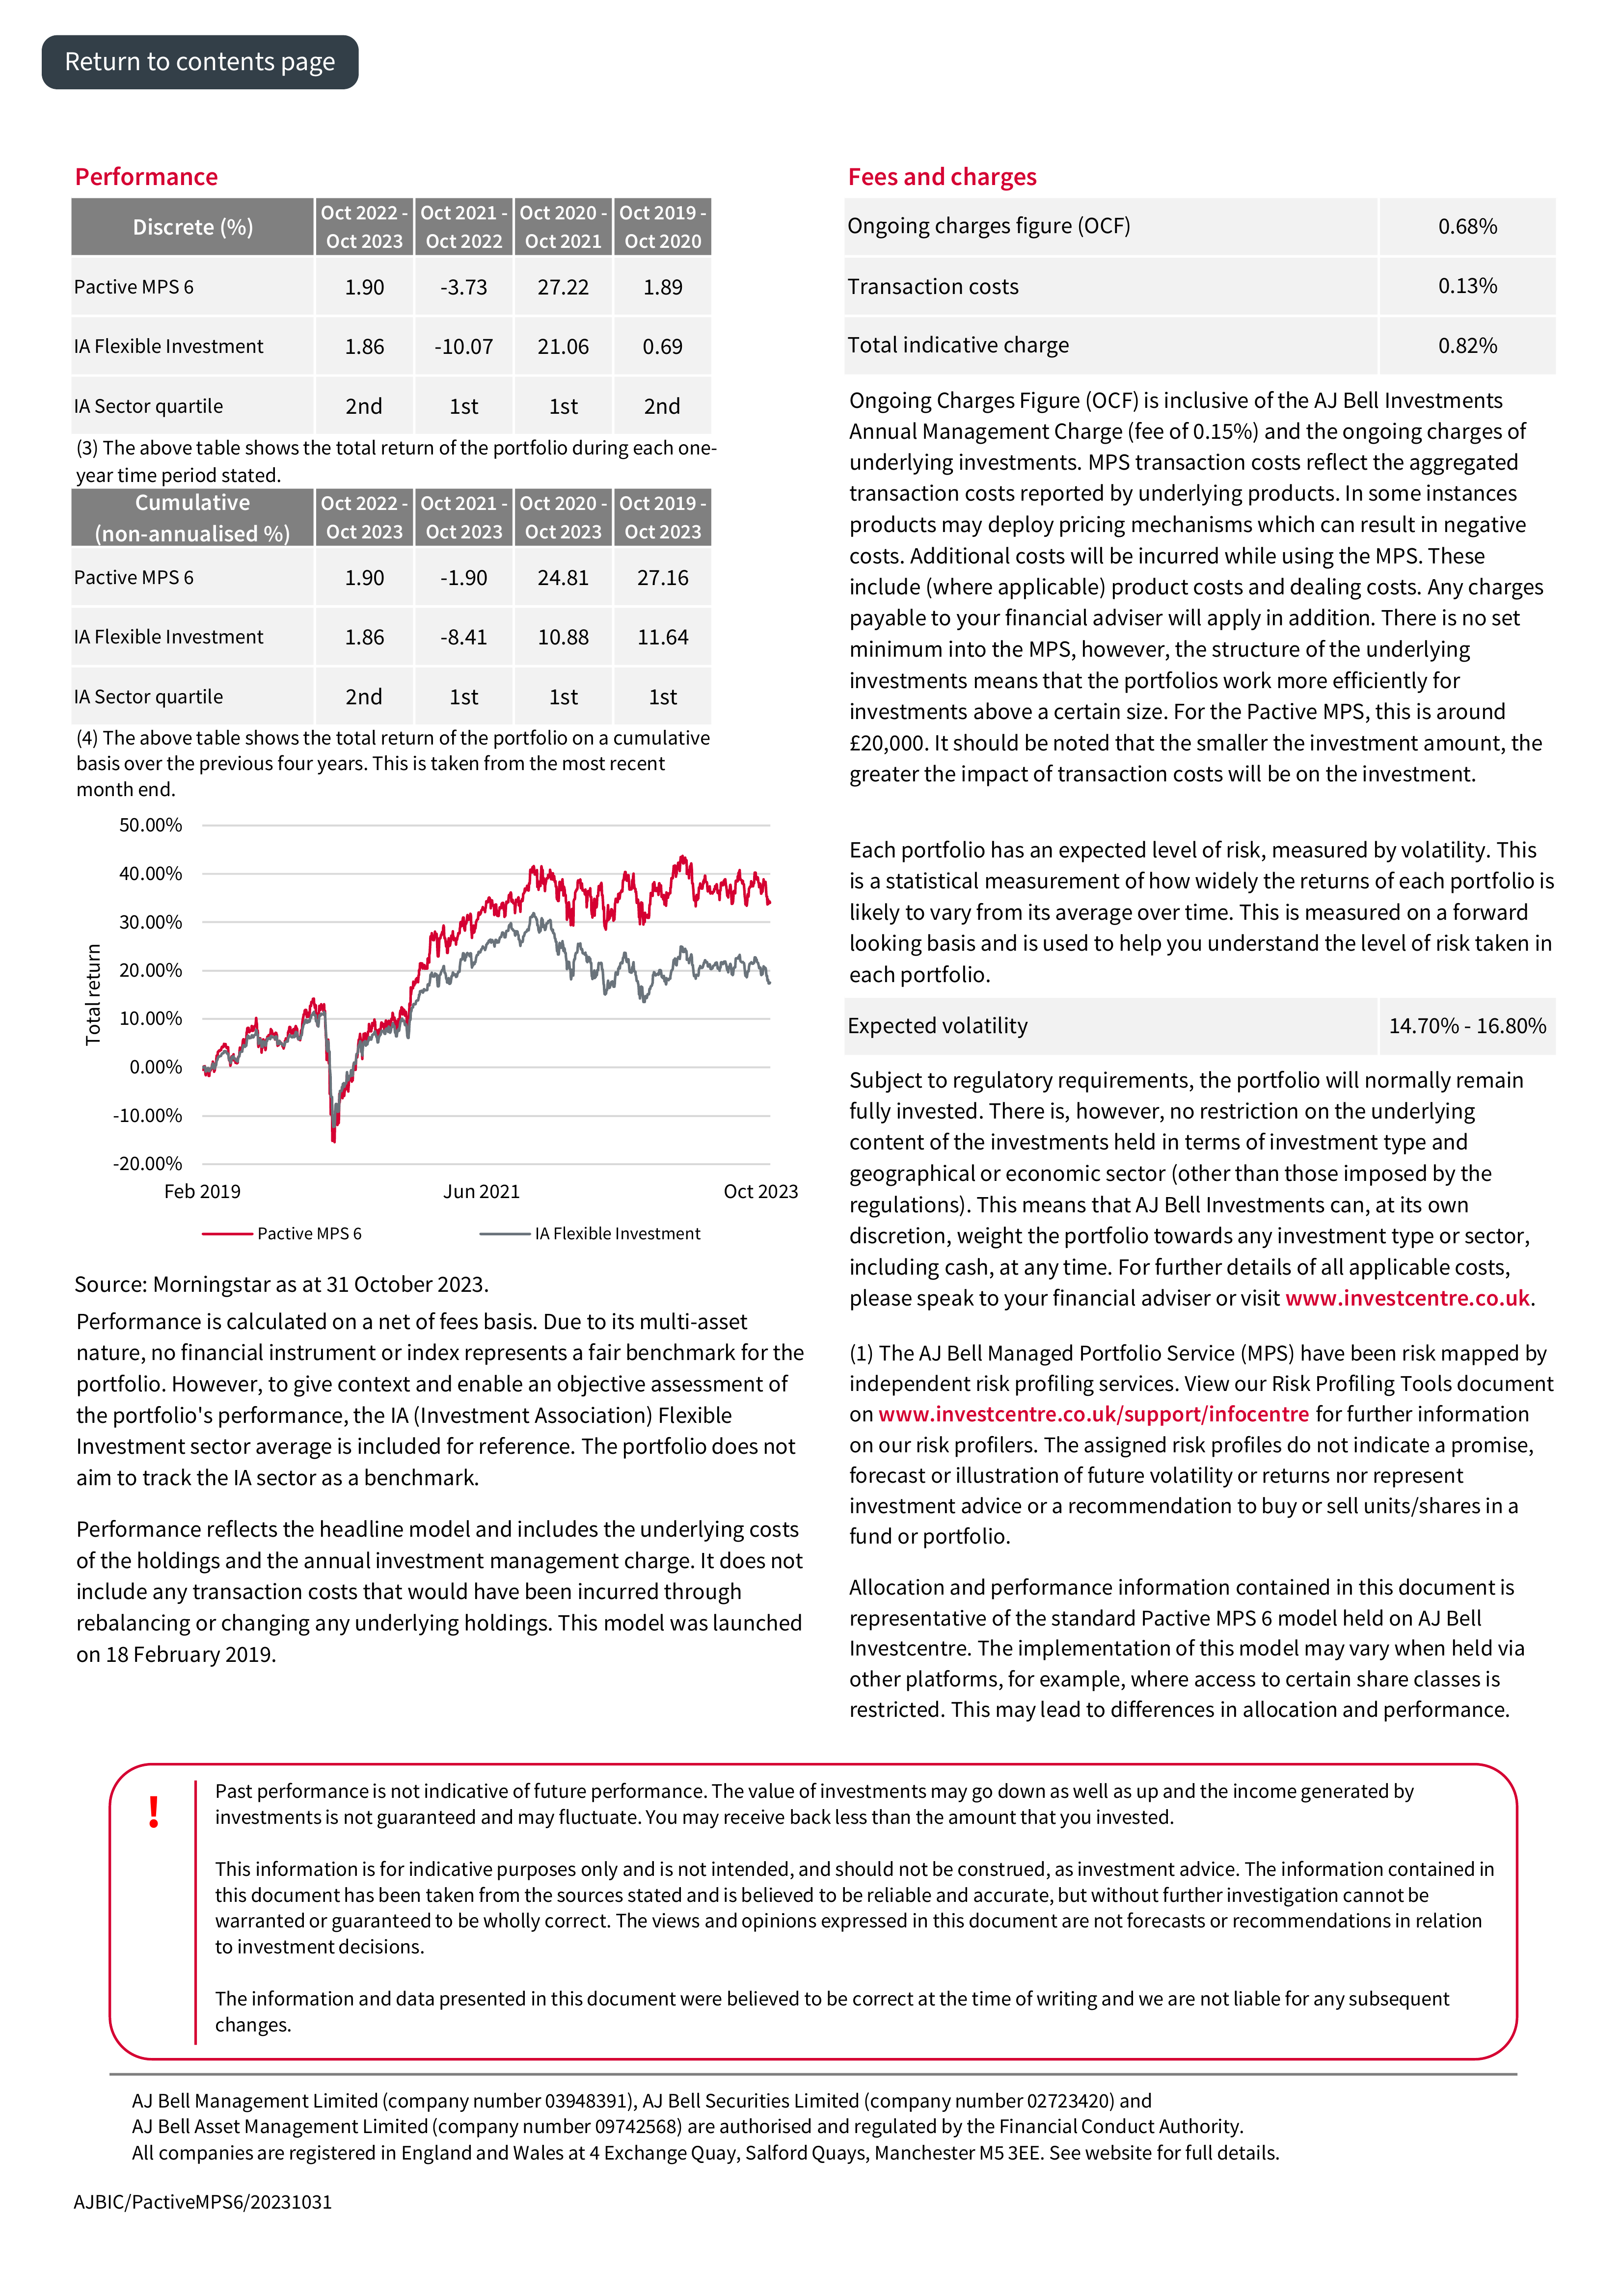 Return to contents page
Performance
Discrete (%) Oct 2022 - Oct 2021 - Oct 2020 - Oct 2019 -
Oct 2023 Oct 2022 Oct 2021 Oct 2020
Pactive MPS 6 1.90 -3.73 27.22 1.89
IA Flexible Investment 1.86 -10.07 21.06 0.69
IA Sector quartile 2nd 1st 1st 2nd
(3) The above table shows the total return of the portfolio during each one-
year time period stated.
Cumulative Oct 2022 - Oct 2021 - Oct 2020 - Oct 2019 -
(non-annualised %) Oct 2023 Oct 2023 Oct 2023 Oct 2023
Pactive MPS 6 1.90 -1.90 24.81 27.16
IA Flexible Investment 1.86 -8.41 10.88 11.64
IA Sector quartile 2nd 1st 1st 1st
(4) The above table shows the total return of the portfolio on a cumulative
basis over the previous four years. This is taken from the most recent
month end.
Total return
50.00%
40.00%
30.00%
20.00%
10.00%
0.00%
-10.00%
-20.00%
Feb 2019 Jun 2021 Oct 2023
Pactive MPS 6 IA Flexible Investment
Source: Morningstar as at 31 October 2023.
Performance is calculated on a net of fees basis. Due to its multi-asset
nature, no financial instrument or index represents a fair benchmark for the
portfolio. However, to give context and enable an objective assessment of
the portfolio's performance, the IA (Investment Association) Flexible
Investment sector average is included for reference. The portfolio does not
aim to track the IA sector as a benchmark.
Performance reflects the headline model and includes the underlying costs
of the holdings and the annual investment management charge. It does not
include any transaction costs that would have been incurred through
rebalancing or changing any underlying holdings. This model was launched
on 18 February 2019.
Fees and charges
Ongoing charges figure (OCF) 0.68%
Transaction costs 0.13%
Total indicative charge 0.82%
Ongoing Charges Figure (OCF) is inclusive of the AJ Bell Investments
Annual Management Charge (fee of 0.15%) and the ongoing charges of
underlying investments. MPS transaction costs reflect the aggregated
transaction costs reported by underlying products. In some instances
products may deploy pricing mechanisms which can result in negative
costs. Additional costs will be incurred while using the MPS. These
include (where applicable) product costs and dealing costs. Any charges
payable to your financial adviser will apply in addition. There is no set
minimum into the MPS, however, the structure of the underlying
investments means that the portfolios work more efficiently for
investments above a certain size. For the Pactive MPS, this is around
£20,000. It should be noted that the smaller the investment amount, the
greater the impact of transaction costs will be on the investment.
Each portfolio has an expected level of risk, measured by volatility. This
is a statistical measurement of how widely the returns of each portfolio is
likely to vary from its average over time. This is measured on a forward
looking basis and is used to help you understand the level of risk taken in
each portfolio.
Expected volatility 14.70% - 16.80%
Subject to regulatory requirements, the portfolio will normally remain
fully invested. There is, however, no restriction on the underlying
content of the investments held in terms of investment type and
geographical or economic sector (other than those imposed by the
regulations). This means that AJ Bell Investments can, at its own
discretion, weight the portfolio towards any investment type or sector,
including cash, at any time. For further details of all applicable costs,
please speak to your financial adviser or visit www.investcentre.co.uk.
(1) The AJ Bell Managed Portfolio Service (MPS) have been risk mapped by
independent risk profiling services. View our Risk Profiling Tools document
on www.investcentre.co.uk/support/infocentre for further information
on our risk profilers. The assigned risk profiles do not indicate a promise,
forecast or illustration of future volatility or returns nor represent
investment advice or a recommendation to buy or sell units/shares in a
fund or portfolio.
Allocation and performance information contained in this document is
representative of the standard Pactive MPS 6 model held on AJ Bell
Investcentre. The implementation of this model may vary when held via
other platforms, for example, where access to certain share classes is
restricted. This may lead to differences in allocation and performance.
!
Past performance is not indicative of future performance. The value of investments may go down as well as up and the income generated by
investments is not guaranteed and may fluctuate. You may receive back less than the amount that you invested.
This information is for indicative purposes only and is not intended, and should not be construed, as investment advice. The information contained in
this document has been taken from the sources stated and is believed to be reliable and accurate, but without further investigation cannot be
warranted or guaranteed to be wholly correct. The views and opinions expressed in this document are not forecasts or recommendations in relation
to investment decisions.
The information and data presented in this document were believed to be correct at the time of writing and we are not liable for any subsequent
changes.
AJ Bell Management Limited (company number 03948391), AJ Bell Securities Limited (company number 02723420) and
AJ Bell Asset Management Limited (company number 09742568) are authorised and regulated by the Financial Conduct Authority.
All companies are registered in England and Wales at 4 Exchange Quay, Salford Quays, Manchester M5 3EE. See website for full details.
AJBIC/PactiveMPS6/20231031